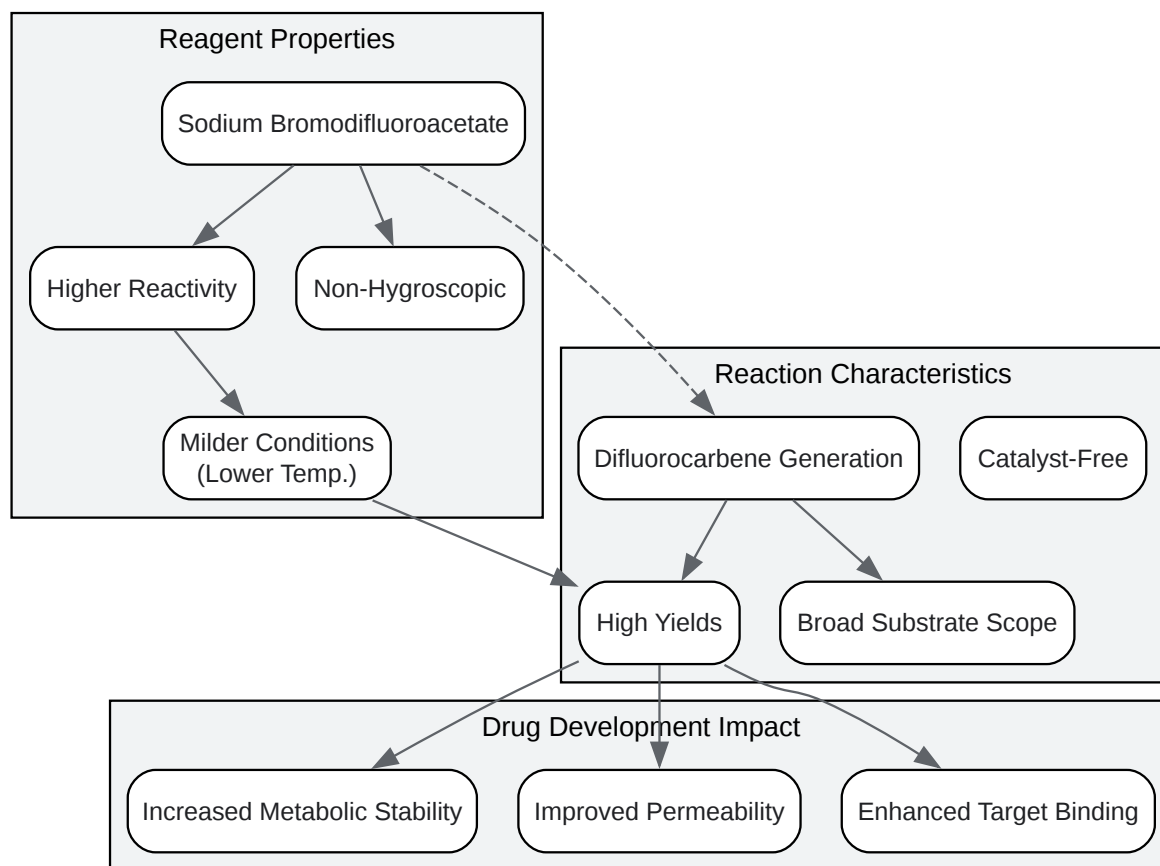 Reagent Properties
Sodium Bromodifluoroacetate
Higher Reactivity
Non-Hygroscopic
Milder Conditions
(Lower Temp.)
Reaction Characteristics
Difluorocarbene Generation
Catalyst-Free
High Yields
Broad Substrate Scope
Drug Development Impact
Increased Metabolic Stability
Improved Permeability
Enhanced Target Binding